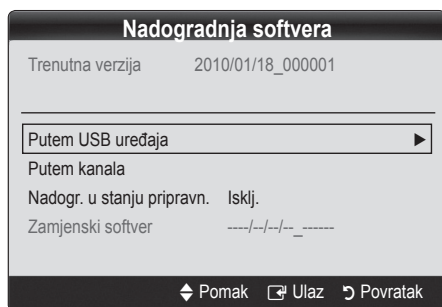 Nadogradnja softvera
Trenutna verzija 2010/01/18_000001
Putem USB uređaja ▶
Putem kanala
Nadogr. u stanju pripravn. Isklj.
Zamjenski softver ----/--/--/--_------
Pomak Ulaz Povratak